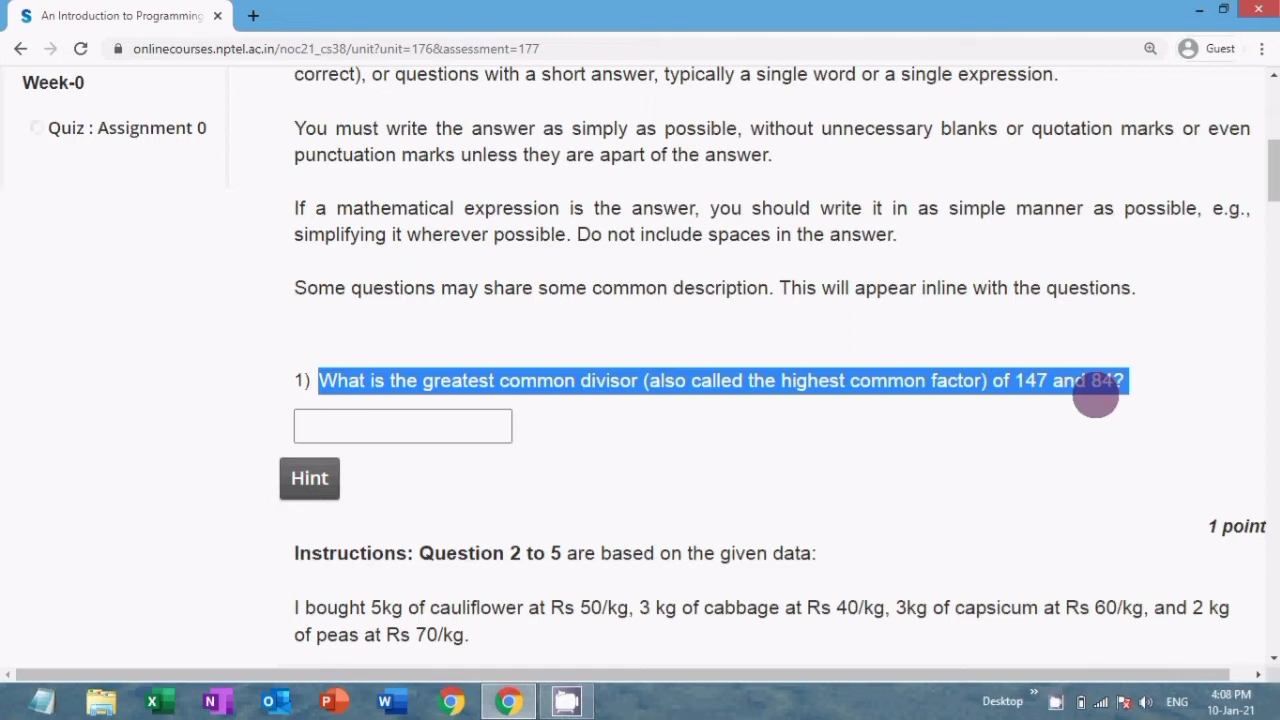 An Introduction to Programming
onlinecourses.nptel.ac.in/noc21_cs38/unit?unit=176&assessment=177
Guest
Week-0
Quiz : Assignment 0
correct), or questions with a short answer, typically a single word or a single expression.
You must write the answer as simply as possible, without unnecessary blanks or quotation marks or even
punctuation marks unless they are apart of the answer.
If a mathematical expression is the answer, you should write it in as simple manner as possible, e.g.,
simplifying it wherever possible. Do not include spaces in the answer.
Some questions may share some common description. This will appear inline with the questions.
1) What is the greatest common divisor (also called the highest common factor) of 147 and 84?
Hint
1 point
Instructions: Question 2 to 5 are based on the given data:
I bought 5kg of cauliflower at Rs 50/kg, 3 kg of cabbage at Rs 40/kg, 3kg of capsicum at Rs 60/kg, and 2 kg
of peas at Rs 70/kg.
Desktop
ENG
4:08 PM
10-Jan-21